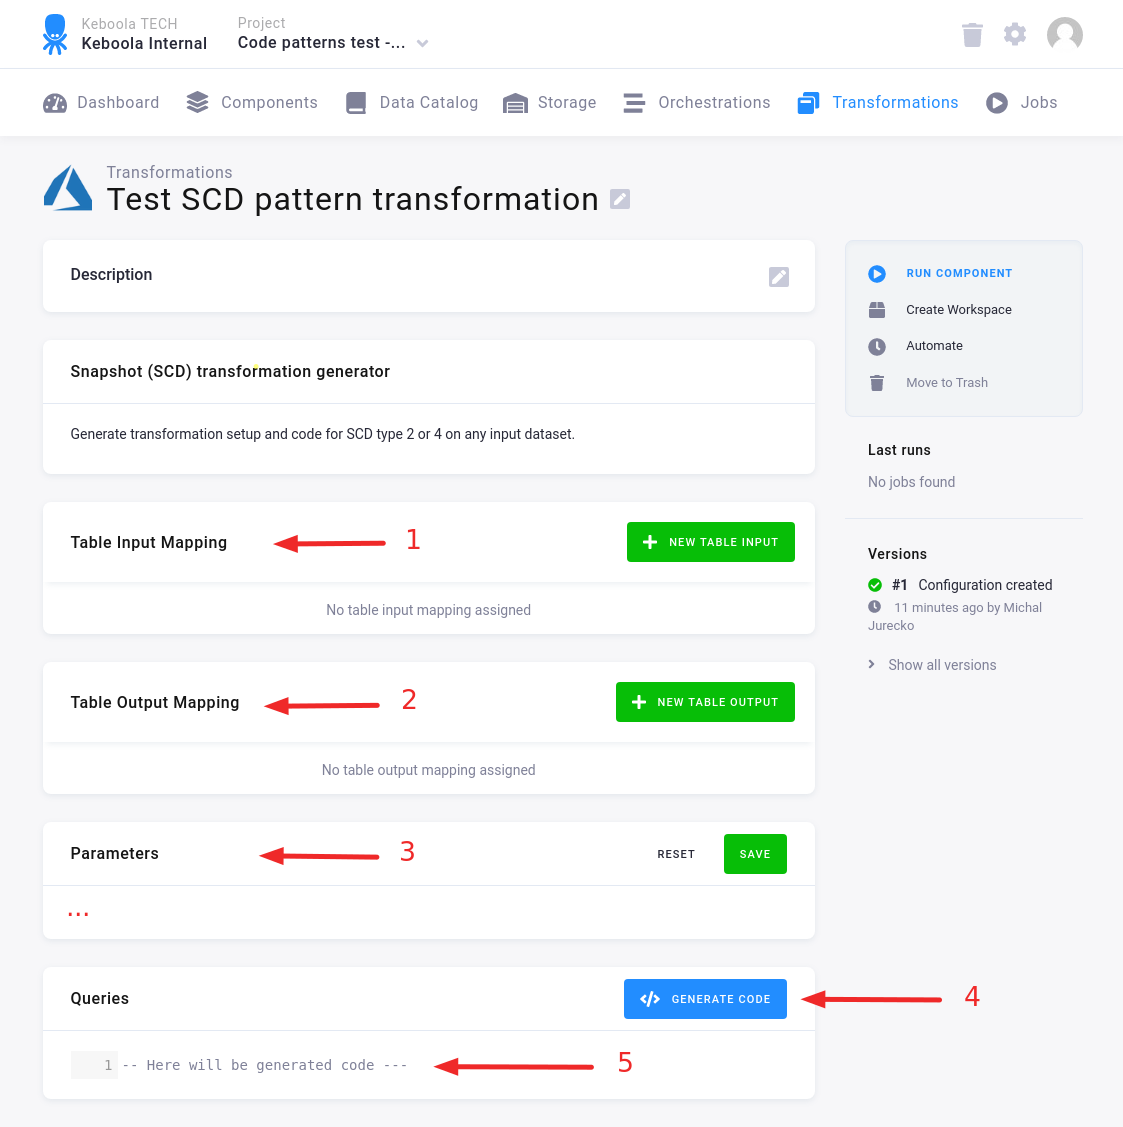 Keboola TECH
Keboola Internal
Project
Code patterns test -...
Dashboard
Components
Data Catalog
Storage
Orchestrations
Transformations
Jobs
Transformations
Test SCD pattern transformation
Description
Snapshot (SCD) transformation generator
Generate transformation setup and code for SCD type 2 or 4 on any input dataset.
Table Input Mapping
1
NEW TABLE INPUT
No table input mapping assigned
Table Output Mapping
2
NEW TABLE OUTPUT
No table output mapping assigned
Parameters
3
RESET
SAVE
...
Queries
GENERATE CODE
4
1 -- Here will be generated code ---
5
RUN COMPONENT
Create Workspace
Automate
Move to Trash
Last runs
No jobs found
Versions
#1 Configuration created
11 minutes ago by Michal
Jurecko
Show all versions